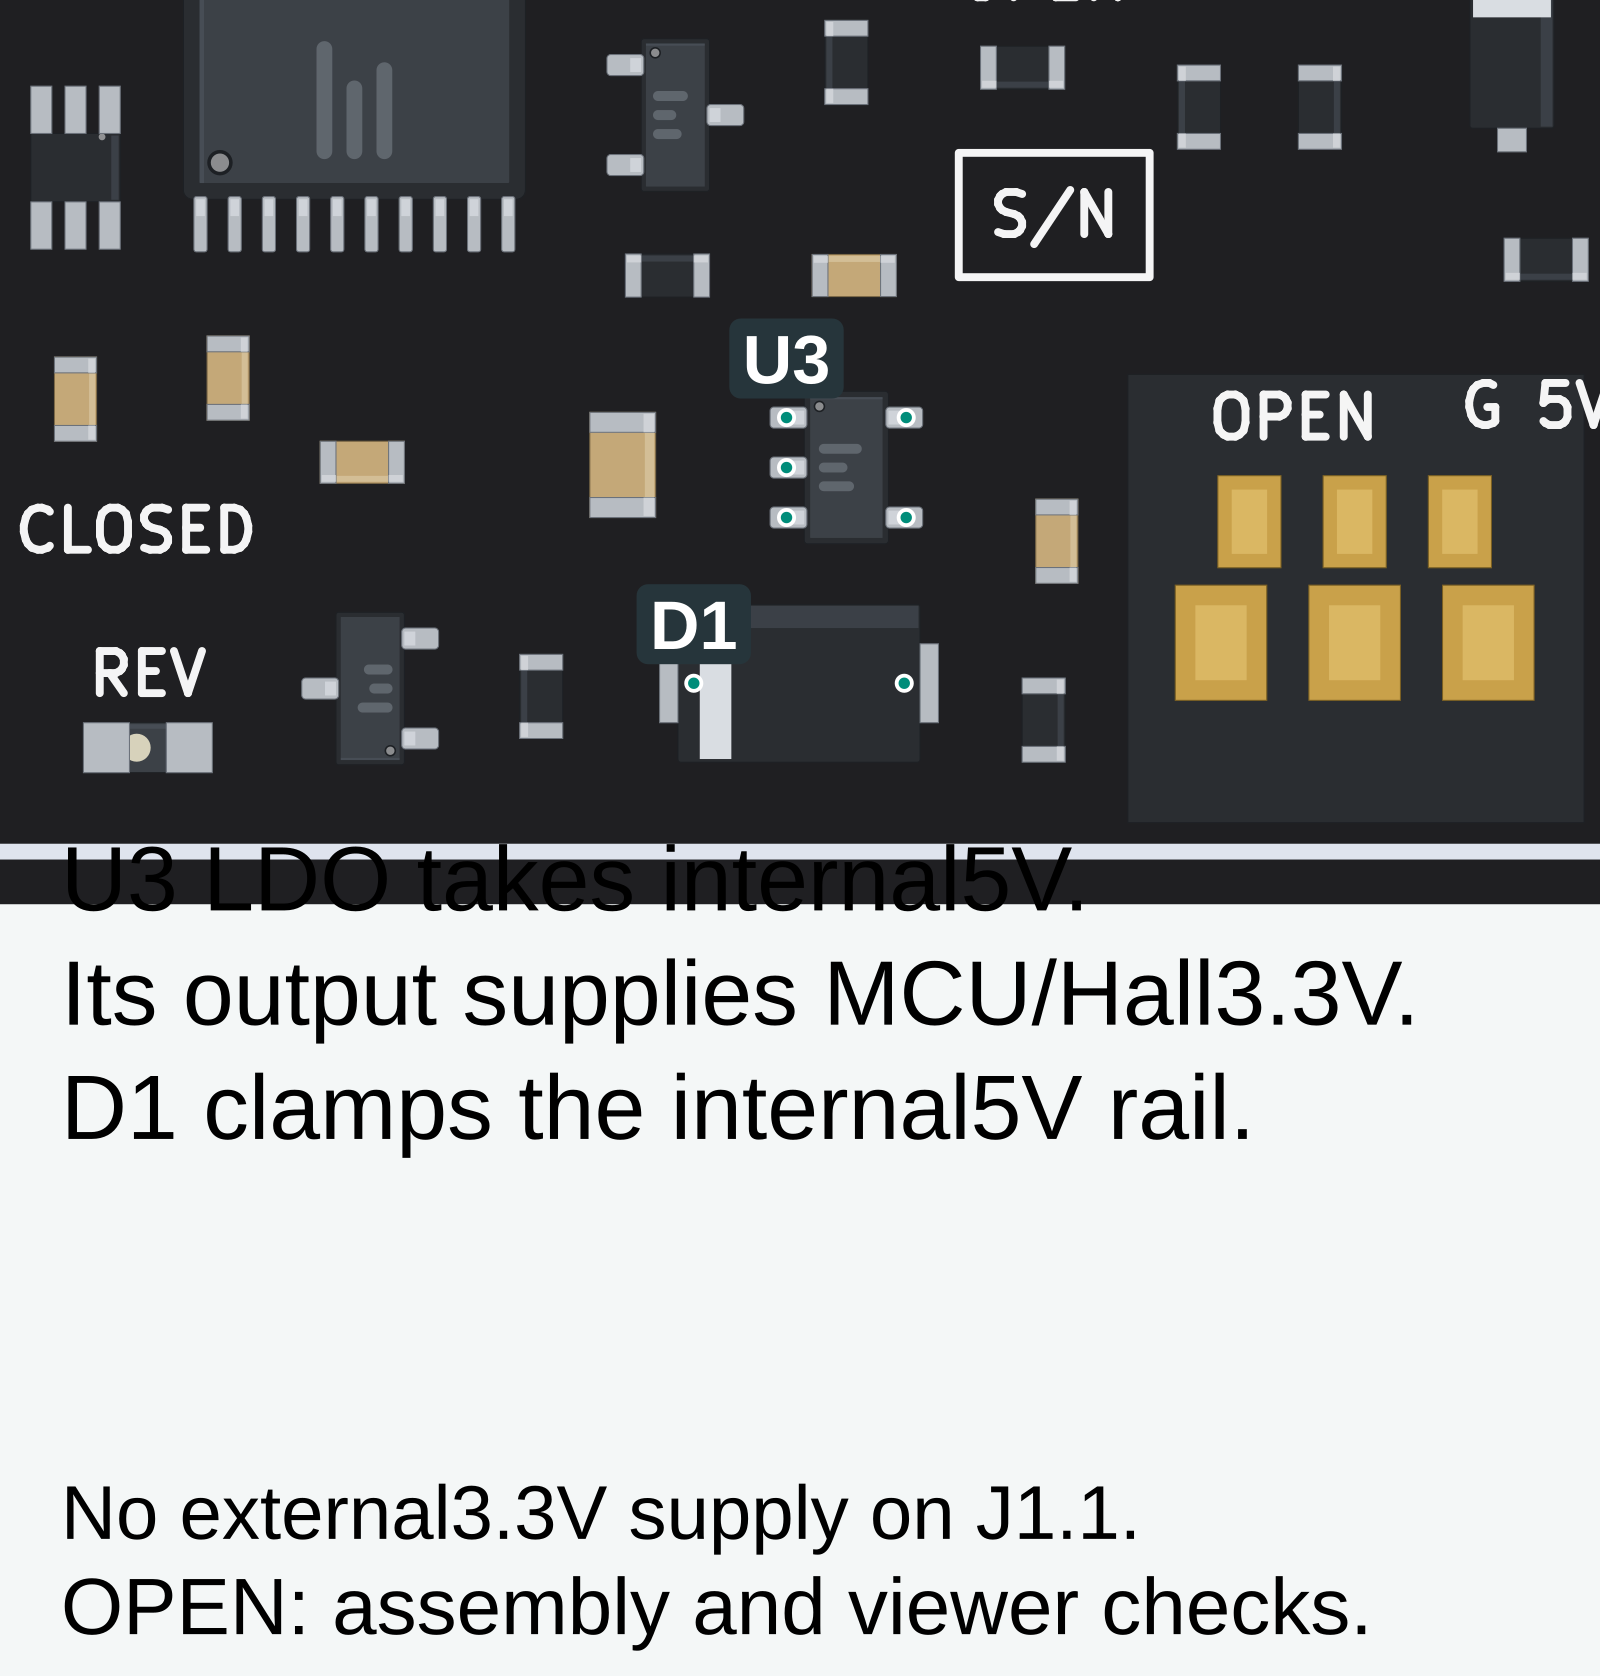 S/N
U3
OPEN
G 5V
CLOSED
D1
REV
U3 LDO takes internal5V.
Its output supplies MCU/Hall3.3V.
D1 clamps the internal5V rail.
No external3.3V supply on J1.1.
OPEN: assembly and viewer checks.